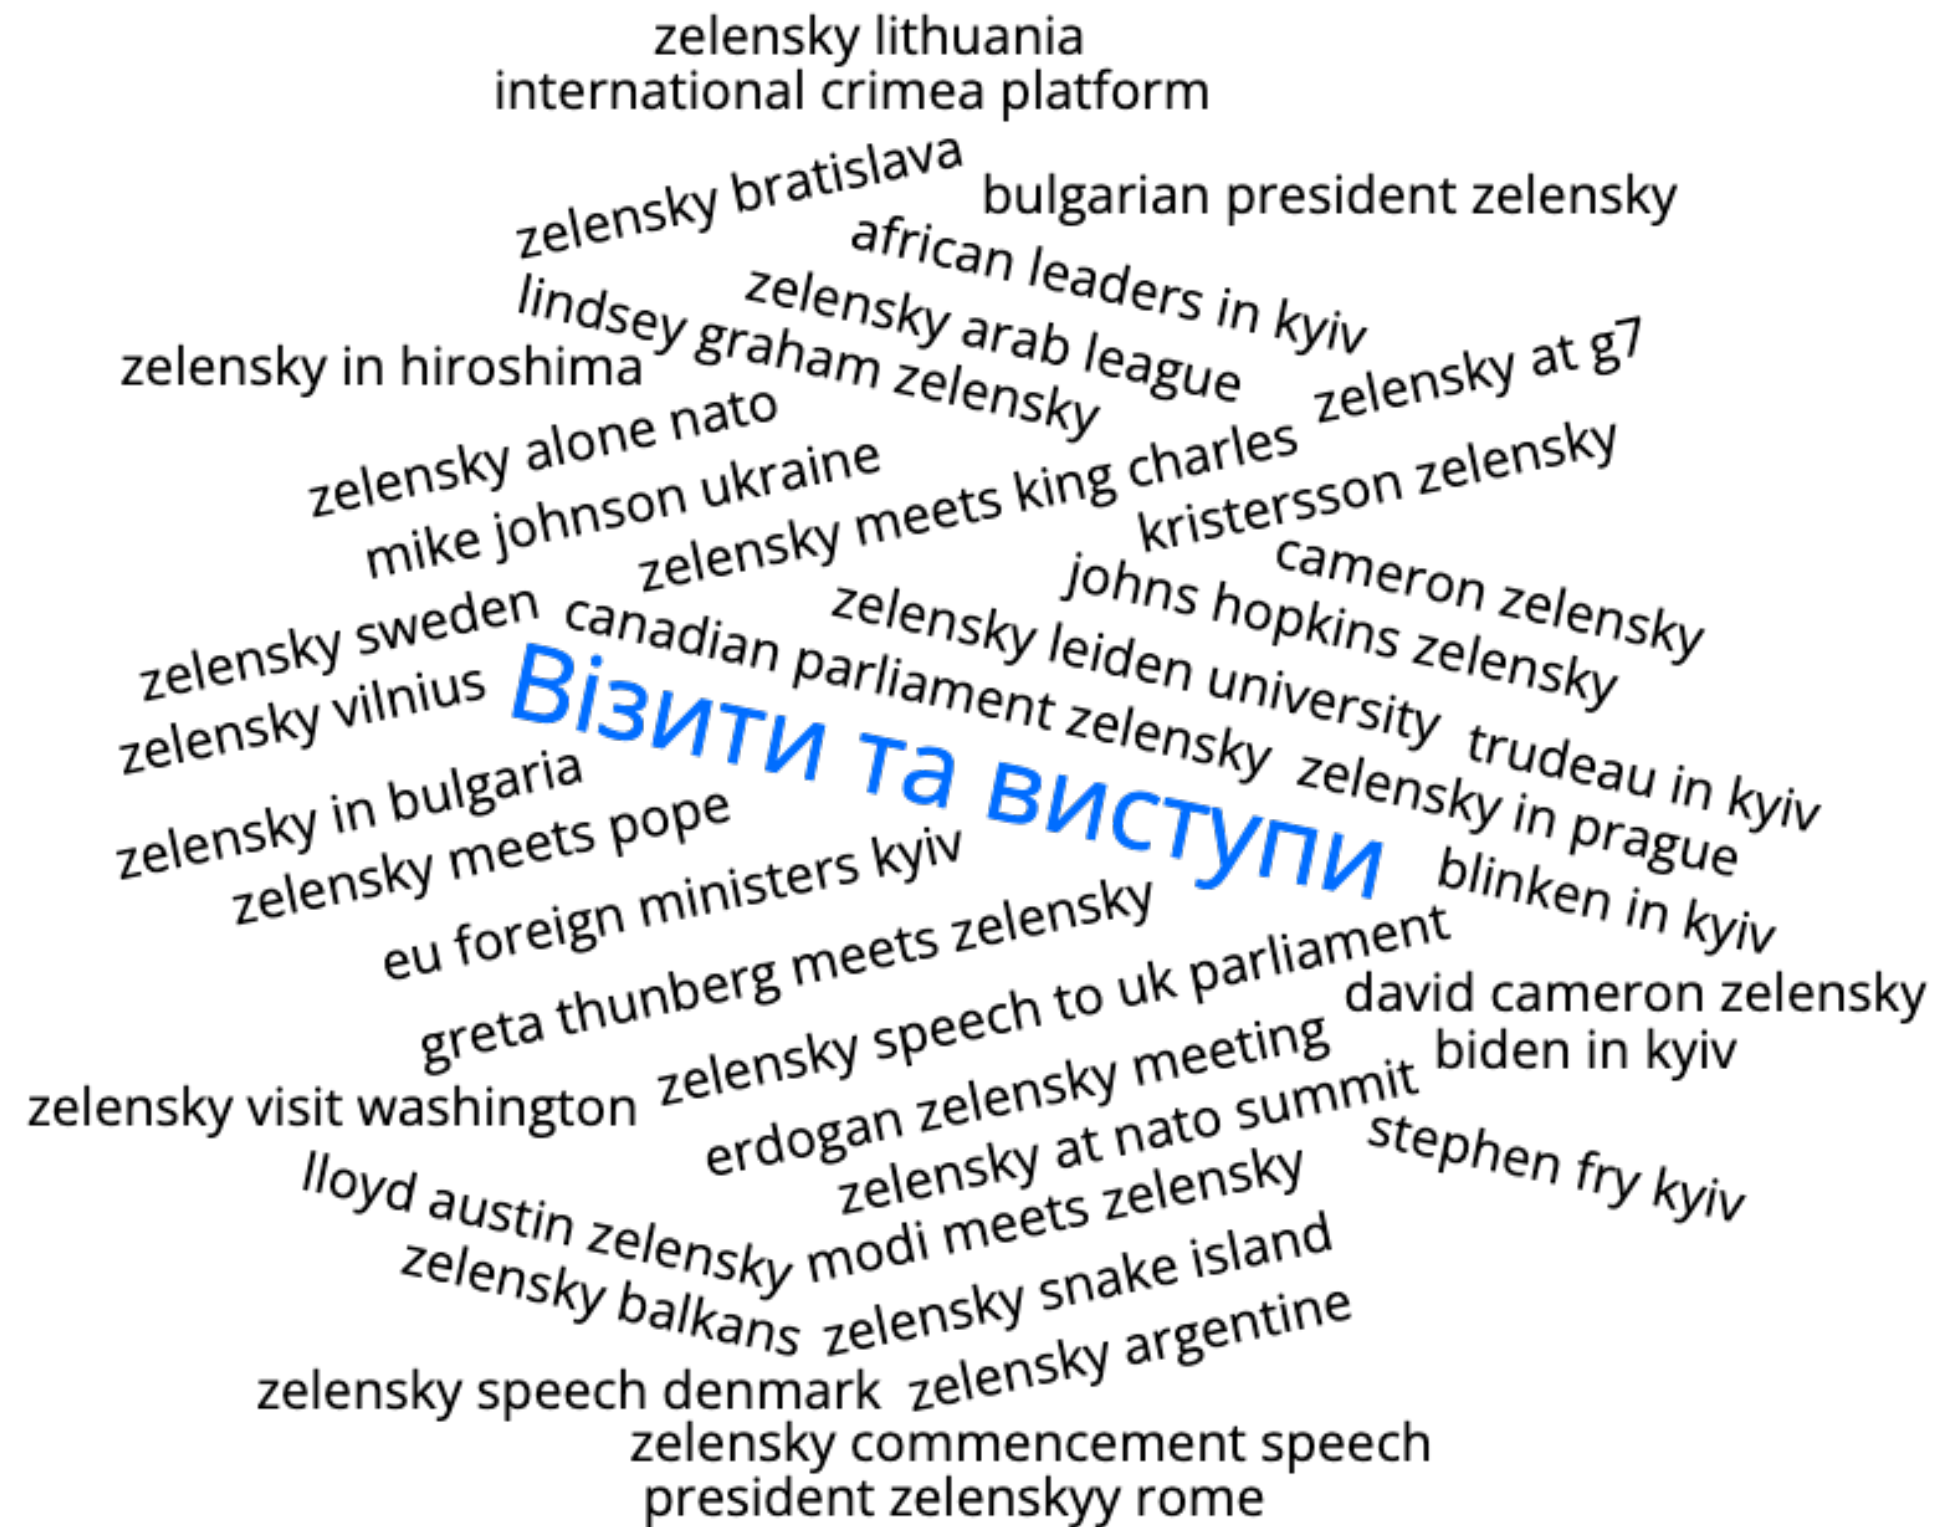 zelensky lithuania
international crimea platform
zelensky bratislava
bulgarian president zelensky
african leaders in kyiv
zelensky arab league
lindsey graham zelensky
zelensky in hiroshima
zelensky at g7
zelensky alone nato
mike johnson ukraine
zelensky meets king charles
kristersson zelensky
cameron zelensky
johns hopkins zelensky
zelensky leiden university
canadian parliament zelensky
zelensky sweden
zelensky vilnius
Візити та виступи
trudeau in kyiv
zelensky in prague
zelensky in bulgaria
zelensky meets pope
eu foreign ministers kyiv
blinken in kyiv
greta thunberg meets zelensky
zelensky speech to uk parliament
david cameron zelensky
biden in kyiv
zelensky visit washington
erdogan zelensky meeting
zelensky at nato summit
stephen fry kyiv
lloyd austin zelensky
modi meets zelensky
zelensky balkans
zelensky snake island
zelensky argentine
zelensky speech denmark
zelensky commencement speech
president zelenskyy rome